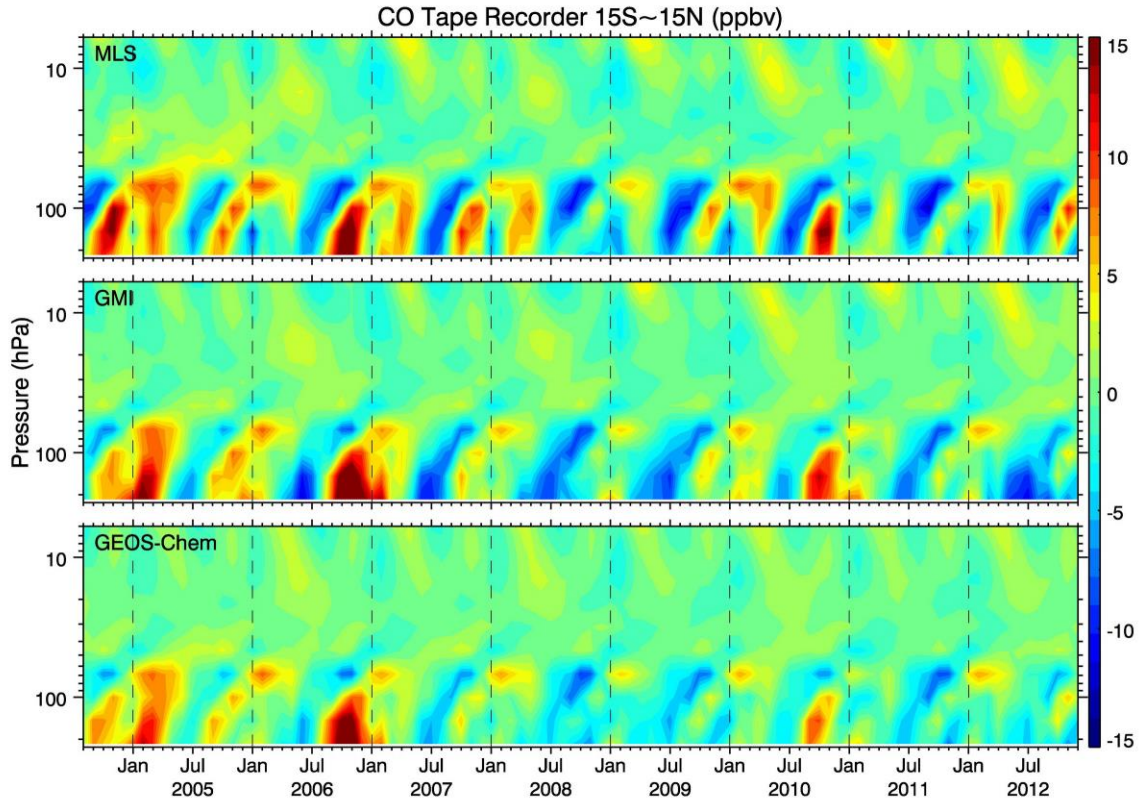 CO Tape Recorder 15S~15N (ppbv)
MLS
10
100
GMI
10
100
Pressure (hPa)
GEOS-Chem
10
100
Jan Jul Jan Jul Jan Jul Jan Jul Jan Jul Jan Jul Jan Jul Jan Jul
2005 2006 2007 2008 2009 2010 2011 2012
15
10
5
0
-5
-10
-15